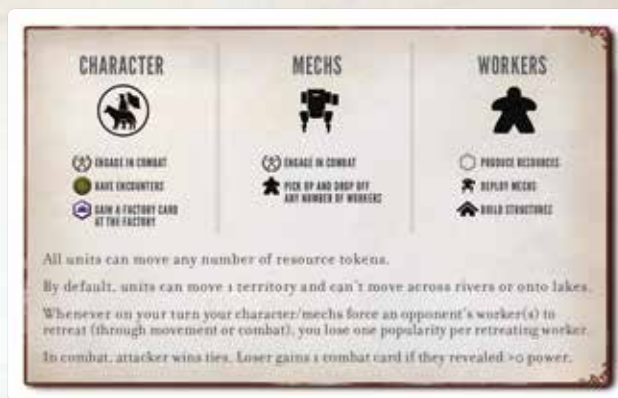 CHARACTER
MECHS
WORKERS
ENGAGE IN COMBAT
HAVE ENCOUNTERS
GAIN A FACTORY CARD
AT THE FACTORY
ENGAGE IN COMBAT
PICK UP AND DROP OFF
ANY NUMBER OF WORKERS
PRODUCE RESOURCES
DEPLOY MECHS
BUILD STRUCTURES
All units can move any number of resource tokens.
By default, units can move 1 territory and can't move across rivers or onto lakes.
Whenever on your turn your character/mechs force an opponent's worker(s) to
retreat (through movement or combat), you lose one popularity per retreating worker.
In combat, attacker wins ties. Loser gains 1 combat card if they revealed >0 power.